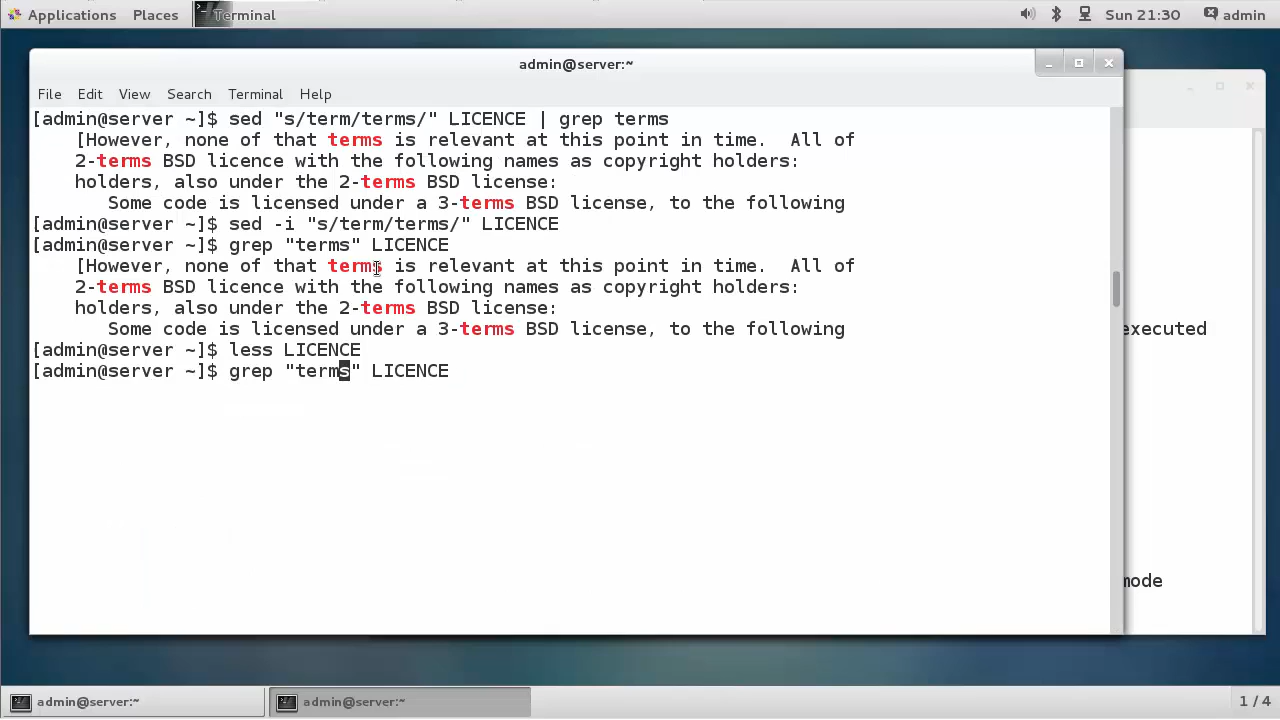 Applications Places Terminal Sun 21:30 admin
admin@server:~
File Edit View Search Terminal Help
[admin@server ~]$ sed "s/term/terms/" LICENCE | grep terms
    [However, none of that terms is relevant at this point in time.  All of
    2-terms BSD licence with the following names as copyright holders:
    holders, also under the 2-terms BSD license:
       Some code is licensed under a 3-terms BSD license, to the following
[admin@server ~]$ sed -i "s/term/terms/" LICENCE
[admin@server ~]$ grep "terms" LICENCE
    [However, none of that terms is relevant at this point in time.  All of
    2-terms BSD licence with the following names as copyright holders:
    holders, also under the 2-terms BSD license:
       Some code is licensed under a 3-terms BSD license, to the following
executed
[admin@server ~]$ less LICENCE
[admin@server ~]$ grep "terms" LICENCE
mode
admin@server:~ admin@server:~ 1 / 4